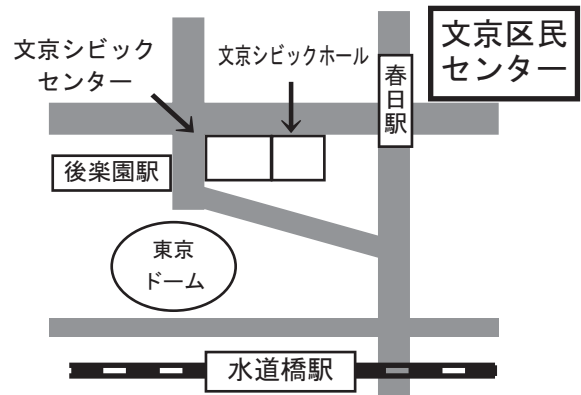 文京シビック
センター
文京シビックホール
春日駅
文京区民
センター
後楽園駅
東京
ドーム
水道橋駅